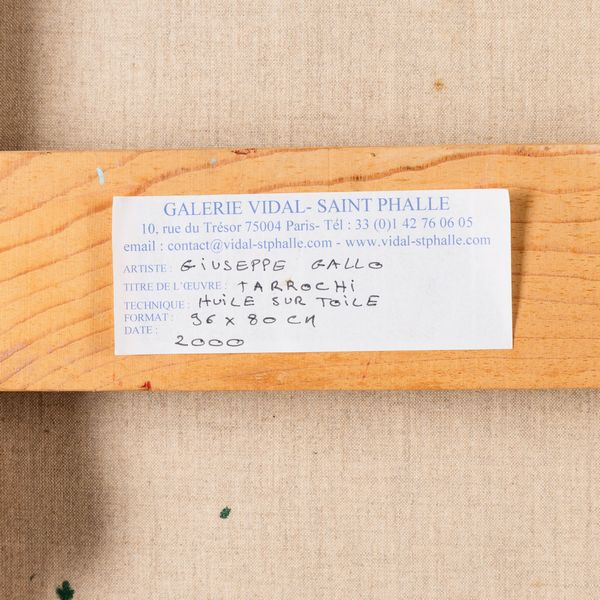 GALERIE VIDAL- SAINT PHALLE
10, rue du Trésor 75004 Paris- Tél : 33 (0)1 42 76 06 05
email : contact@vidal-stphalle.com - www.vidal-stphalle.com
ARTISTE : GIUSEPPE GALLO
TITRE DE L'ŒUVRE : TARROCHI
TECHNIQUE : HUILE SUR TOILE
FORMAT : 96 x 80 CM
DATE :
2000